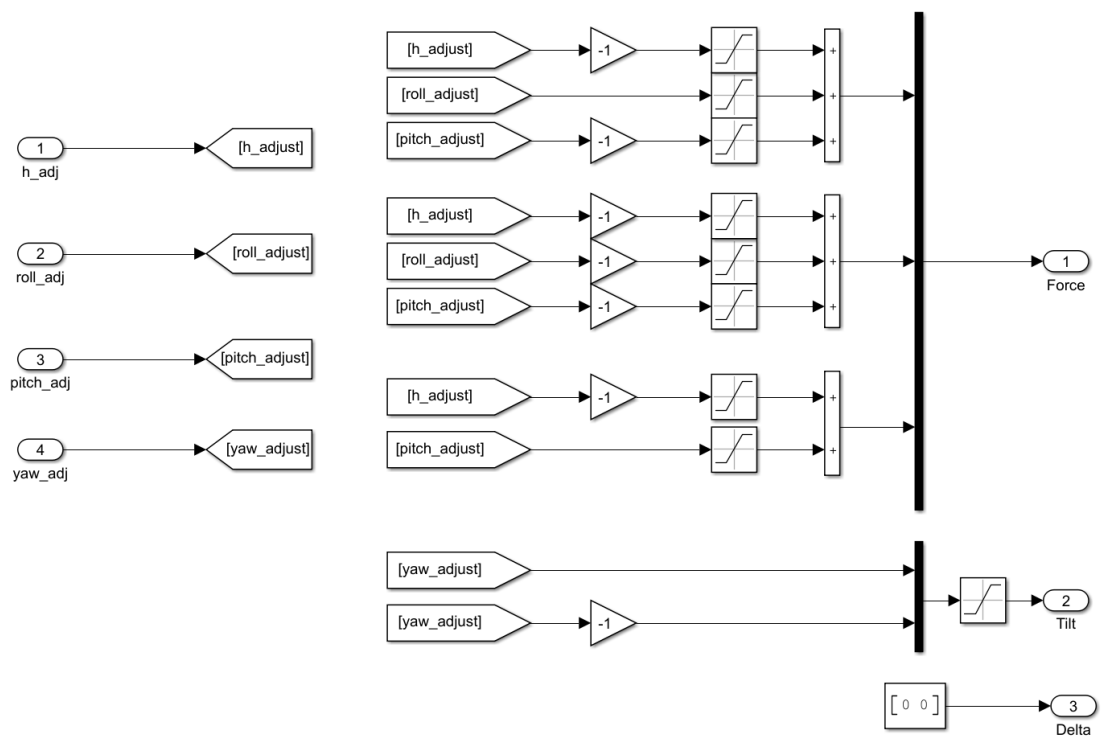 1
h_adj
[h_adjust]
2
roll_adj
[roll_adjust]
3
pitch_adj
[pitch_adjust]
4
yaw_adj
[yaw_adjust]
[h_adjust]
-1
+
[roll_adjust]
+
[pitch_adjust]
-1
+
[h_adjust]
-1
+
[roll_adjust]
-1
+
[pitch_adjust]
-1
+
[h_adjust]
-1
+
[pitch_adjust]
+
1
Force
[yaw_adjust]
[yaw_adjust]
-1
2
Tilt
[ 0 0 ]
3
Delta